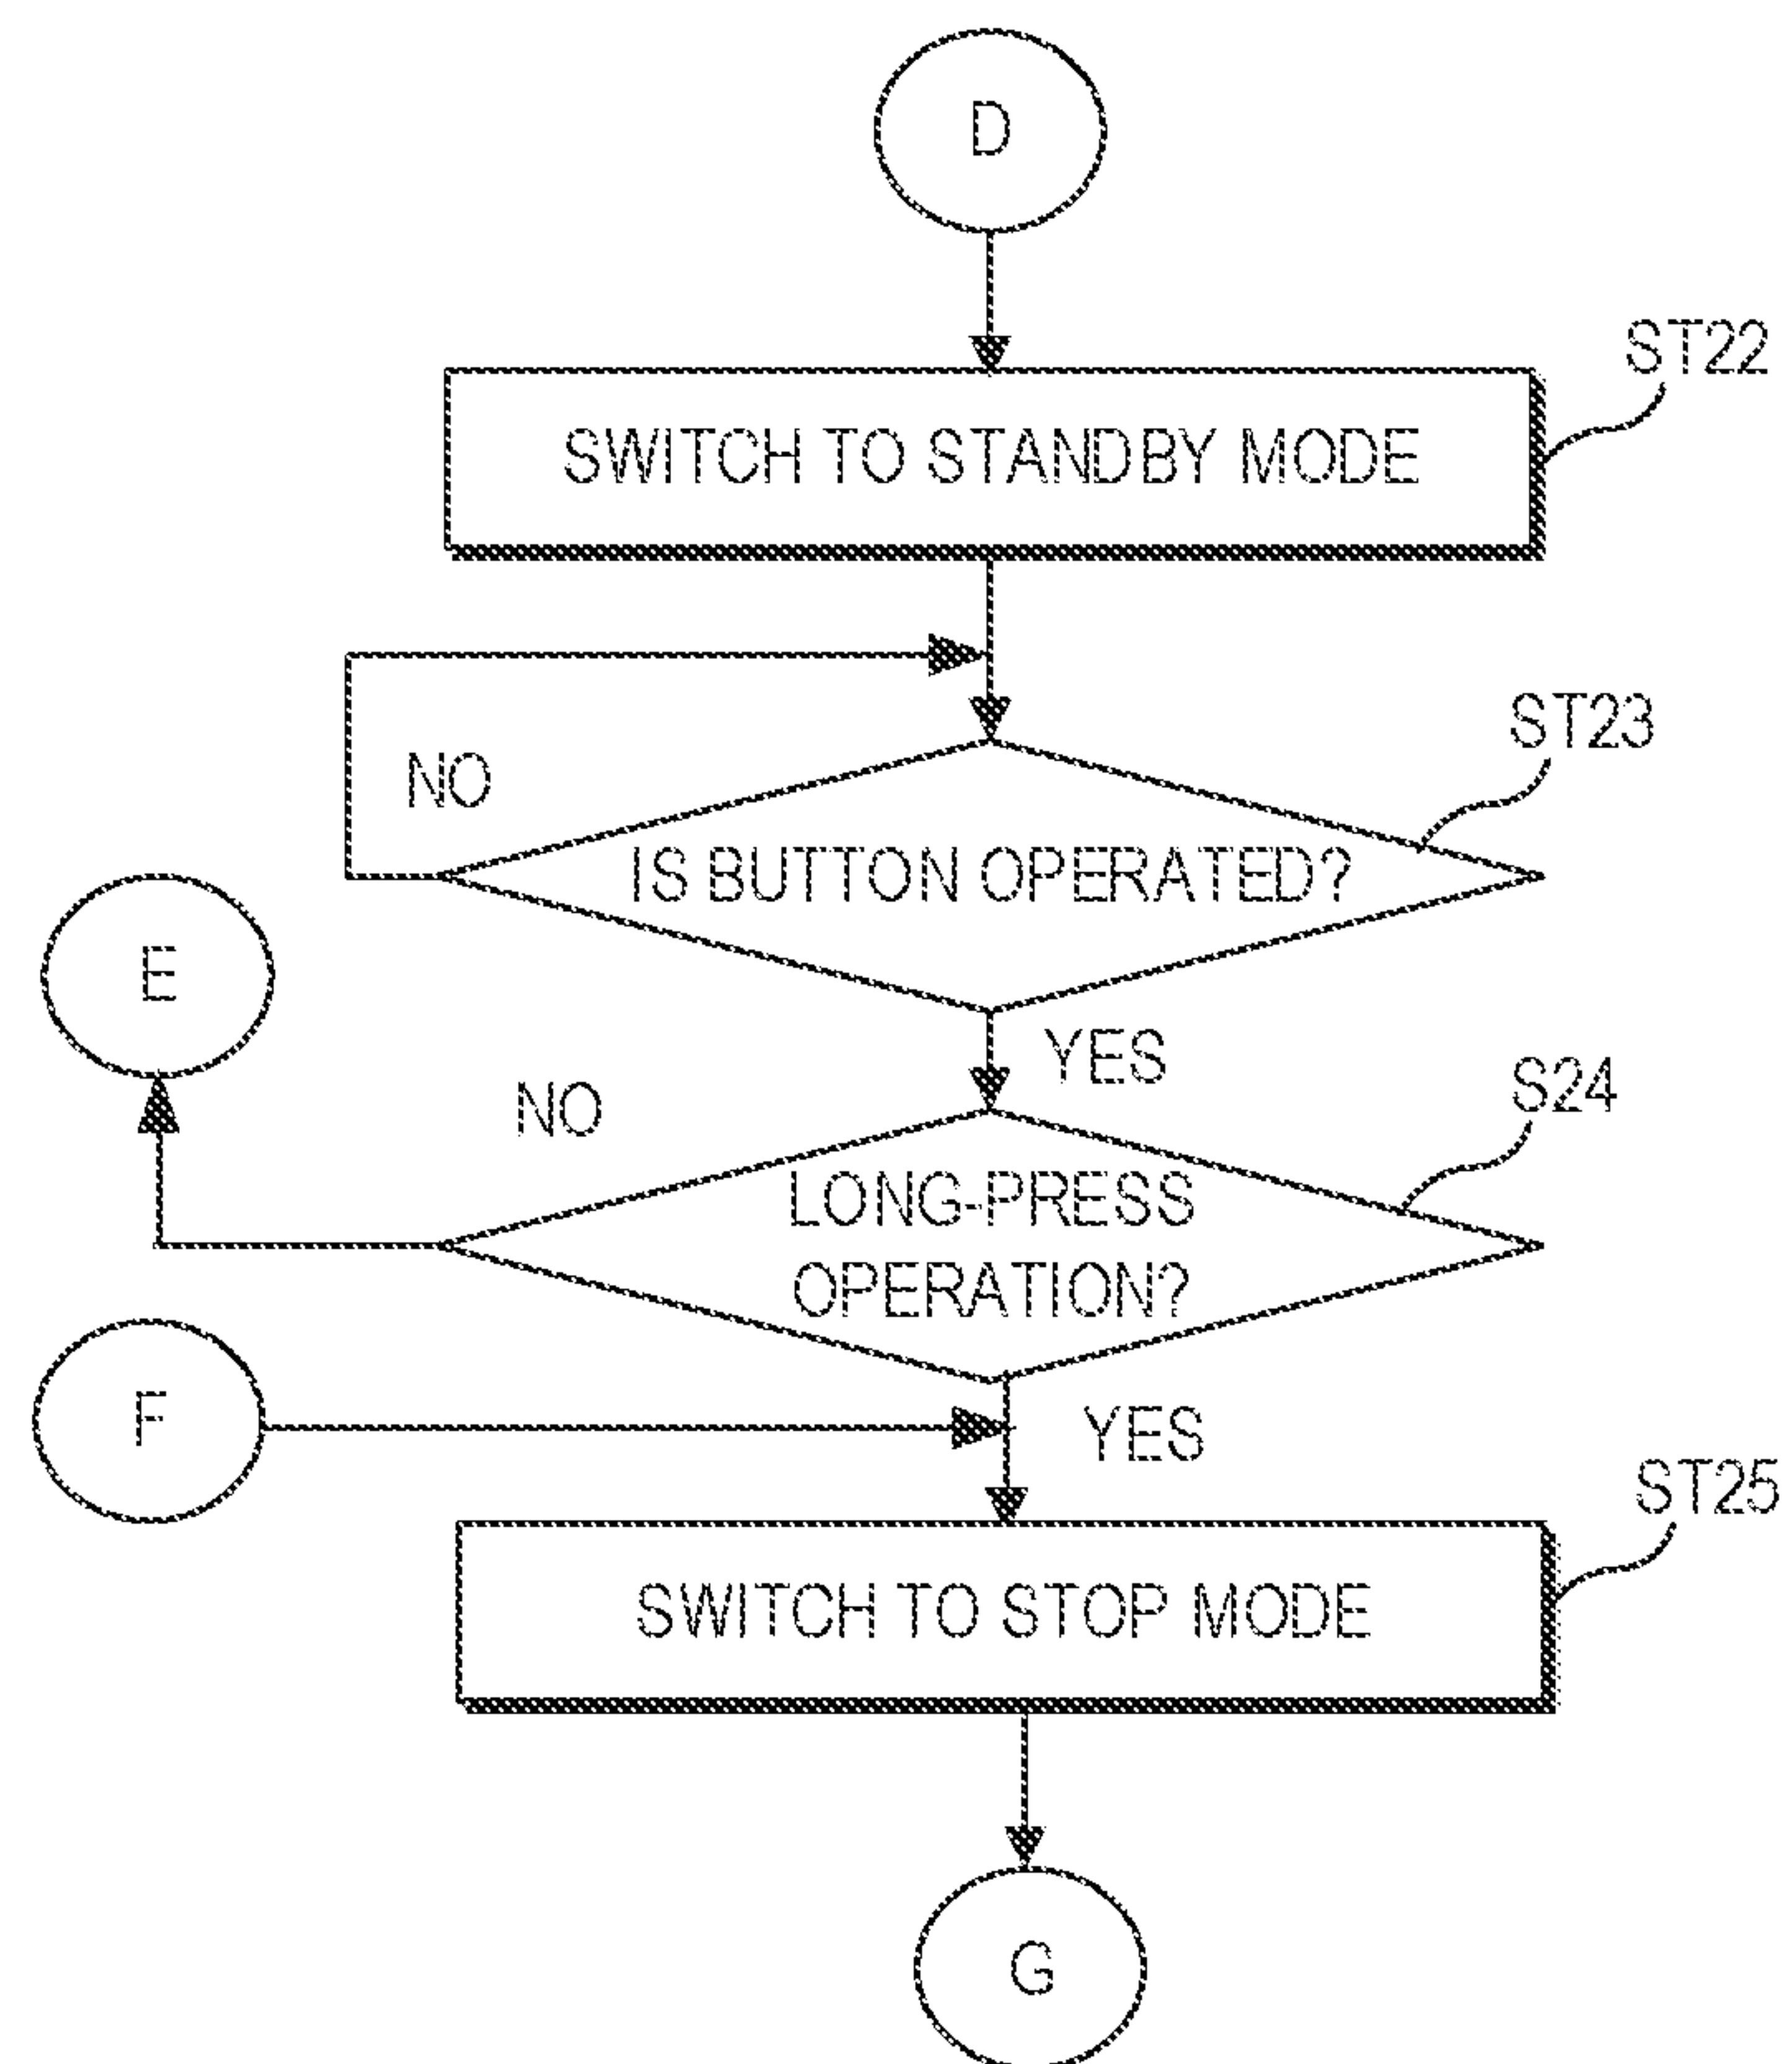 D
ST22
SWITCH TO STANDBY MODE
ST23
NO
IS BUTTON OPERATED?
E
YES
NO
S24
LONG-PRESS
OPERATION?
F
YES
ST25
SWITCH TO STOP MODE
G